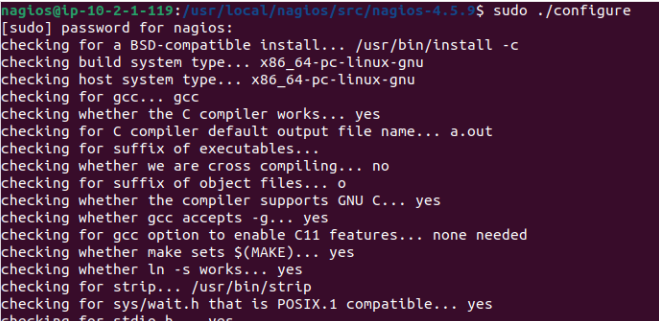 nagios@ip-10-2-1-119:/usr/local/nagios/src/nagios-4.5.9$ sudo ./configure
[sudo] password for nagios:
checking for a BSD-compatible install... /usr/bin/install -c
checking build system type... x86_64-pc-linux-gnu
checking host system type... x86_64-pc-linux-gnu
checking for gcc... gcc
checking whether the C compiler works... yes
checking for C compiler default output file name... a.out
checking for suffix of executables...
checking whether we are cross compiling... no
checking for suffix of object files... o
checking whether the compiler supports GNU C... yes
checking whether gcc accepts -g... yes
checking for gcc option to enable C11 features... none needed
checking whether make sets $(MAKE)... yes
checking whether ln -s works... yes
checking for strip... /usr/bin/strip
checking for sys/wait.h that is POSIX.1 compatible... yes
checking for stdio.h... yes